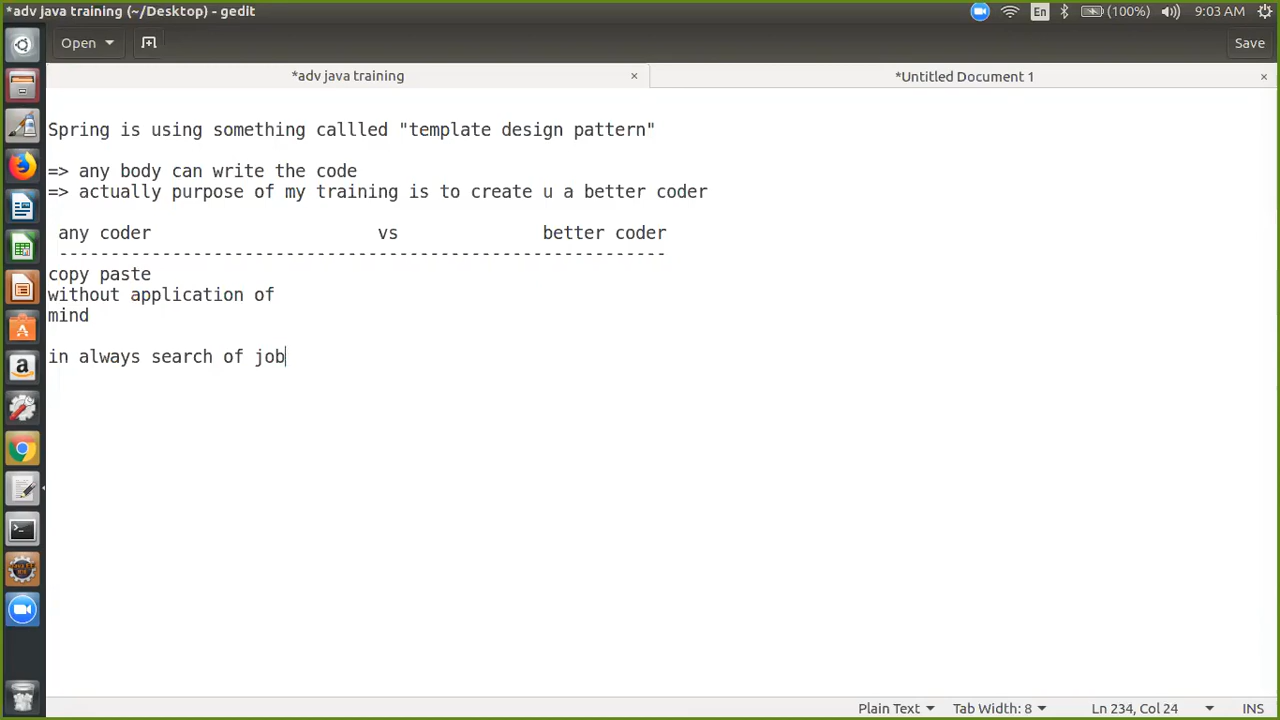 *adv java training (~/Desktop) - gedit
En
(100%)
9:03 AM
Open
Save
*adv java training ×
*Untitled Document 1 ×
Spring is using something callled "template design pattern"
=> any body can write the code
=> actually purpose of my training is to create u a better coder
any coder vs better coder
-----------------------------------------------------------
copy paste
without application of
mind
in always search of job
Plain Text
Tab Width: 8
Ln 234, Col 24
INS